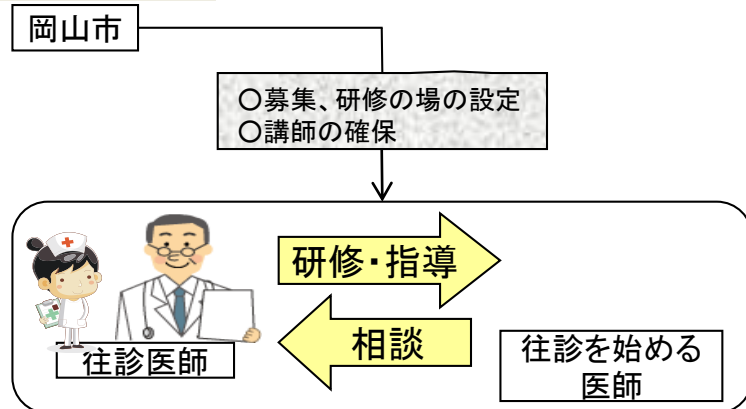 岡山市
○募集、研修の場の設定
○講師の確保
研修・指導
相談
往診医師
往診を始める
医師